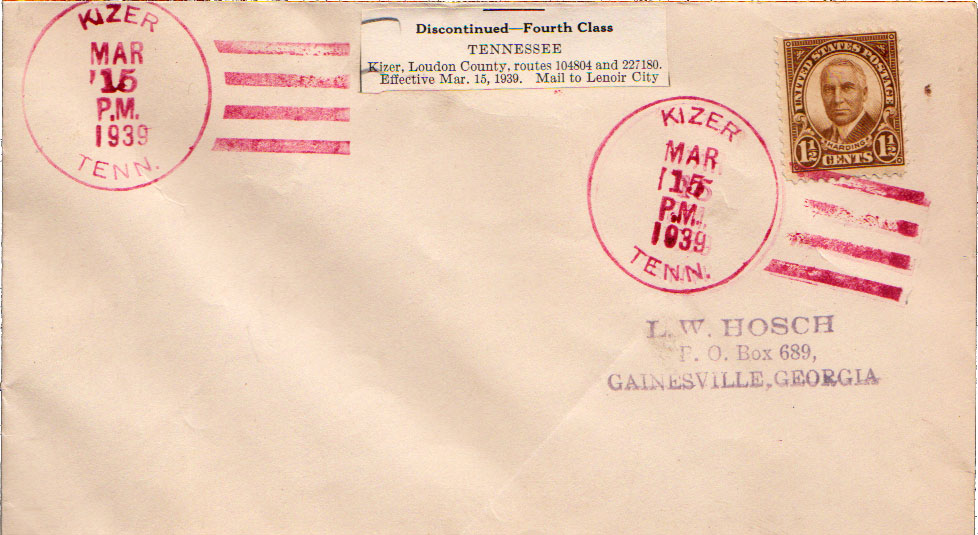 KIZER
MAR
15
P.M.
1939
TENN.
Discontinued—Fourth Class
TENNESSEE
Kizer, Loudon County, routes 104804 and 227180.
Effective Mar. 15, 1939. Mail to Lenoir City
UNITED STATES POSTAGE
HARDING
1½ CENTS 1½
KIZER
MAR
15
P.M.
1939
TENN.
L. W. HOSCH
P. O. Box 689,
GAINESVILLE, GEORGIA